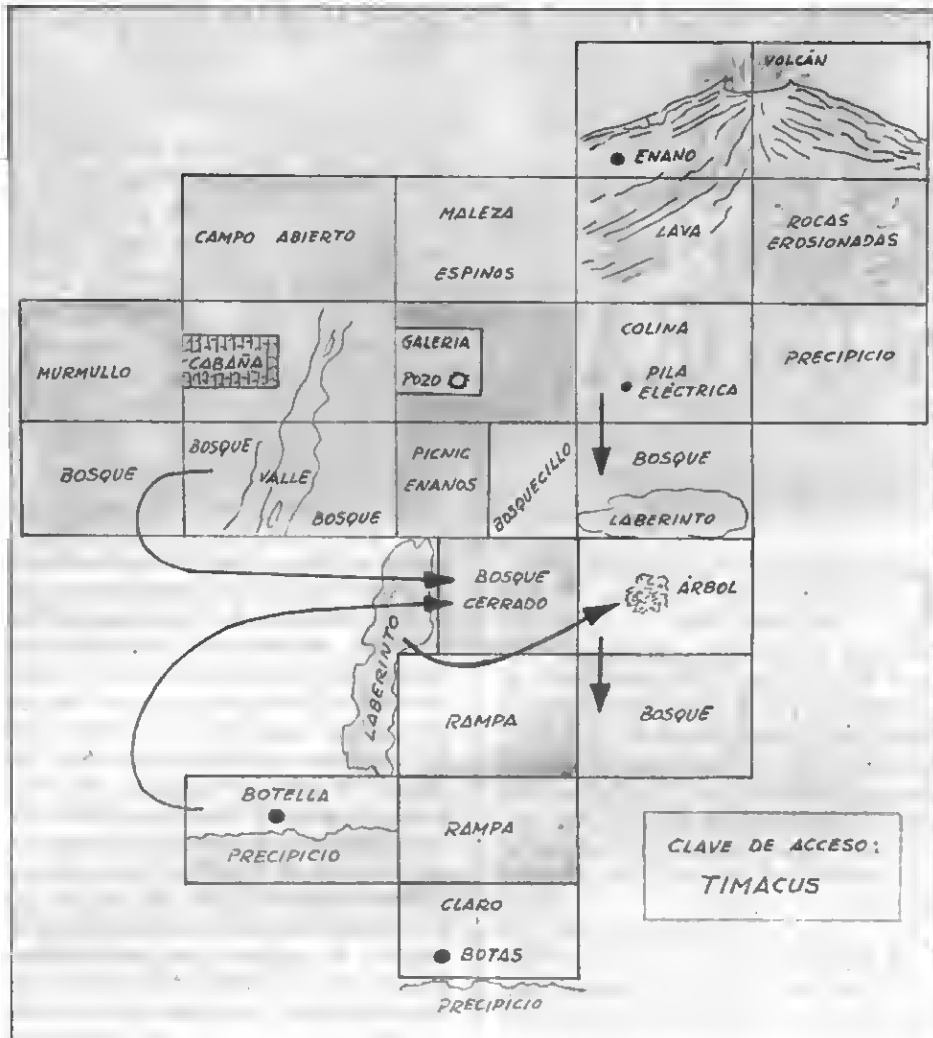 VOLCÁN
ENANO
CAMPO ABIERTO
MALEZA
ESPINOS
LAVA
ROCAS
EROSIONADAS
MURMULLO
CABAÑA
GALERIA
POZO
COLINA
PILA
ELÉCTRICA
PRECIPICIO
BOSQUE
BOSQUE
VALLE
BOSQUE
PICNIC
ENANOS
BOSQUECILLO
BOSQUE
LABERINTO
LABERINTO
BOSQUE
CERRADO
ÁRBOL
RAMPA
BOSQUE
BOTELLA
PRECIPICIO
RAMPA
CLAVE DE ACCESO:
TIMACUS
CLARO
BOTAS
PRECIPICIO